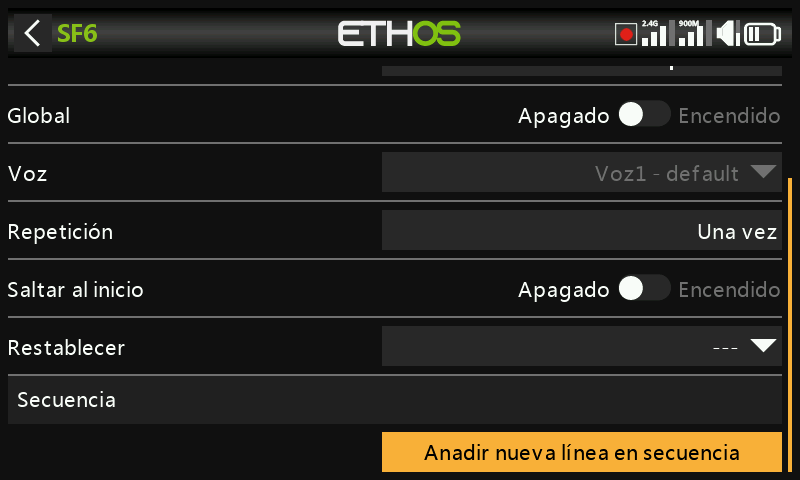 SF6
ETHOS
2.4G
900M
Global
Apagado
Encendido
Voz
Voz1 - default
Repetición
Una vez
Saltar al inicio
Apagado
Encendido
Restablecer
---
Secuencia
Anadir nueva línea en secuencia